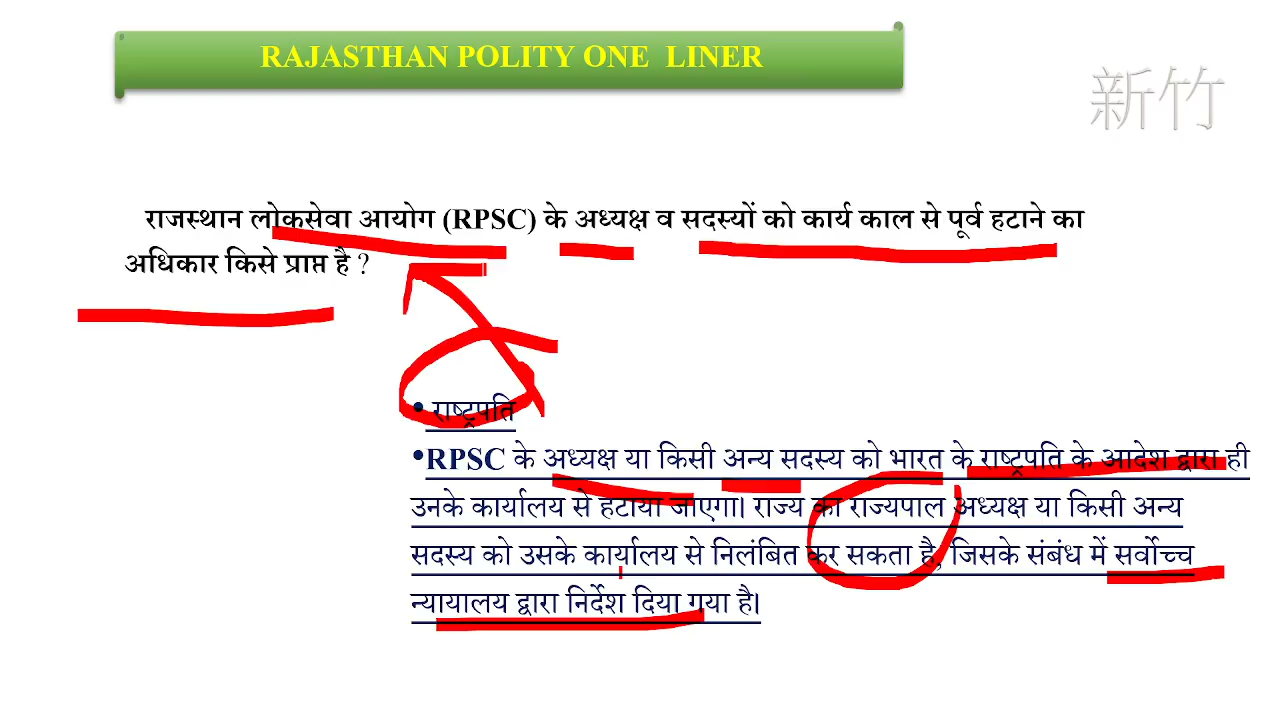 RAJASTHAN POLITY ONE LINER
新竹
राजस्थान लोकसेवा आयोग (RPSC) के अध्यक्ष व सदस्यों को कार्य काल से पूर्व हटाने का
अधिकार किसे प्राप्त है ?
• राष्ट्रपति
•RPSC के अध्यक्ष या किसी अन्य सदस्य को भारत के राष्ट्रपति के आदेश द्वारा ही
उनके कार्यालय से हटाया जाएगा। राज्य का राज्यपाल अध्यक्ष या किसी अन्य
सदस्य को उसके कार्यालय से निलंबित कर सकता है, जिसके संबंध में सर्वोच्च
न्यायालय द्वारा निर्देश दिया गया है।